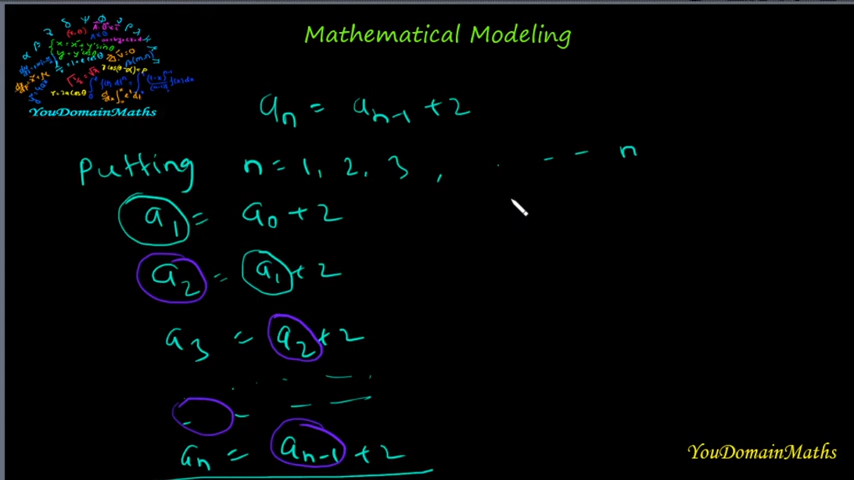 Mathematical Modeling
YouDomainMaths
aₙ = aₙ₋₁ + 2
Putting n = 1, 2, 3, . - - n
a₁ = a₀ + 2
a₂ = a₁ + 2
a₃ = a₂ + 2
aₙ = aₙ₋₁ + 2
YouDomainMaths